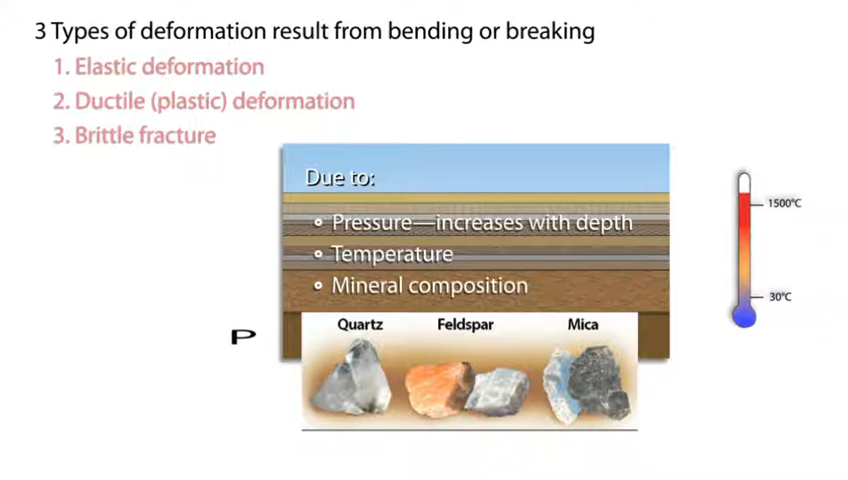 3 Types of deformation result from bending or breaking
1. Elastic deformation
2. Ductile (plastic) deformation
3. Brittle fracture
Due to:
• Pressure—increases with depth
• Temperature
• Mineral composition
1500°C
30°C
P
Quartz Feldspar Mica